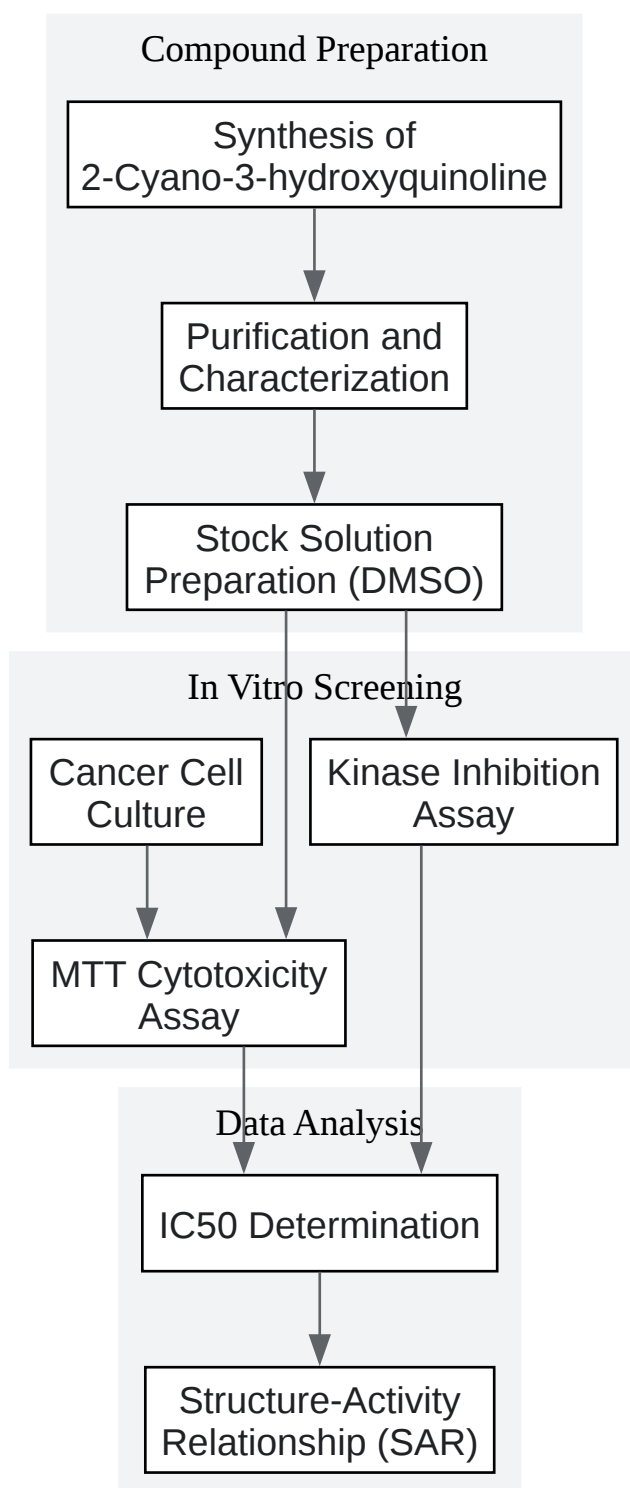 Compound Preparation
Synthesis of
2-Cyano-3-hydroxyquinoline
Purification and
Characterization
Stock Solution
Preparation (DMSO)
In Vitro Screening
Cancer Cell
Culture
Kinase Inhibition
Assay
MTT Cytotoxicity
Assay
Data Analysis
IC50 Determination
Structure-Activity
Relationship (SAR)